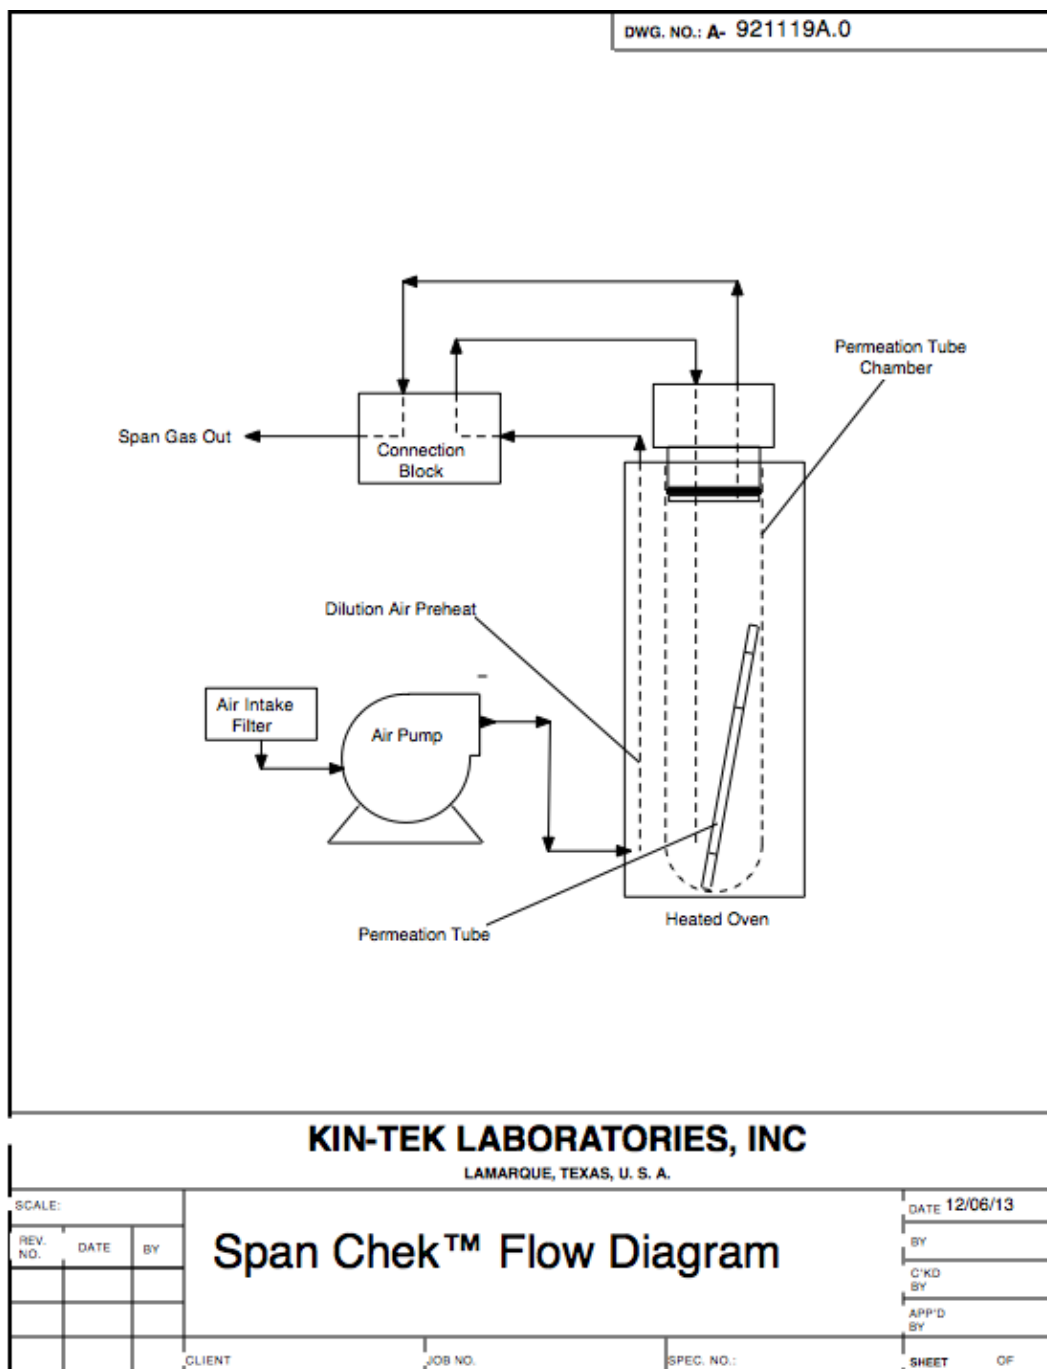 DWG. NO.: A- 921119A.0
Permeation Tube
Chamber
Span Gas Out
Connection
Block
Dilution Air Preheat
Air Intake
Filter
Air Pump
Permeation Tube
Heated Oven
KIN-TEK LABORATORIES, INC
LAMARQUE, TEXAS, U. S. A.
SCALE:
DATE 12/06/13
REV.
NO.
DATE
BY
Span Chek™ Flow Diagram
BY
C'KD
BY
APP'D
BY
CLIENT
JOB NO.
SPEC. NO.:
SHEET OF